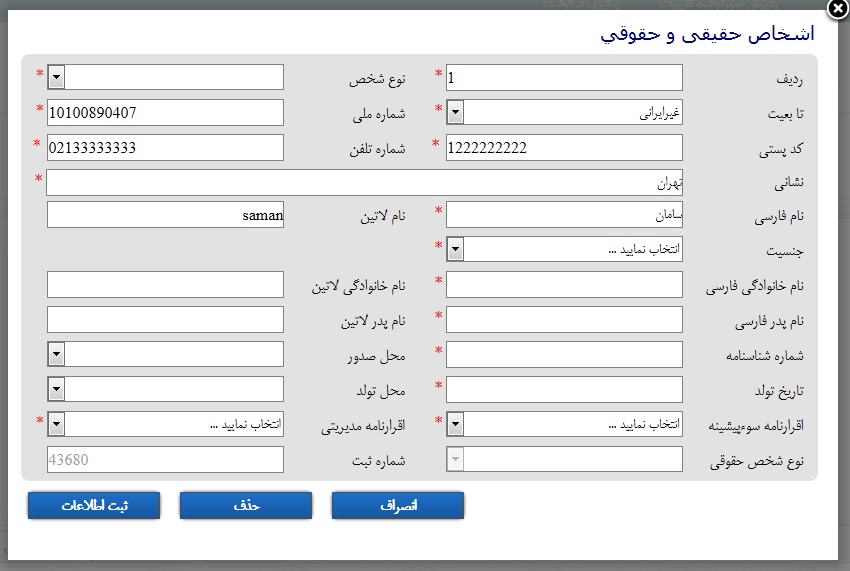 اشخاص حقیقی و حقوقي
ردیف * 1 نوع شخص *
تا بعیت * غیرایرانی شماره ملی * 10100890407
کد پستی * 1222222222 شماره تلفن * 02133333333
نشانی تهران *
نام فارسی * سامان نام لاتین saman
جنسیت * انتخاب نمایید ...
نام خانوادگی فارسی * نام خانوادگی لاتین
نام پدر فارسی * نام پدر لاتین
شماره شناسنامه * محل صدور
تاریخ تولد * محل تولد
اقرارنامه سوءپیشینه * انتخاب نمایید ... اقرارنامه مدیریتی * انتخاب نمایید ...
نوع شخص حقوقی شماره ثبت 43680
انصراف حذف ثبت اطلاعات